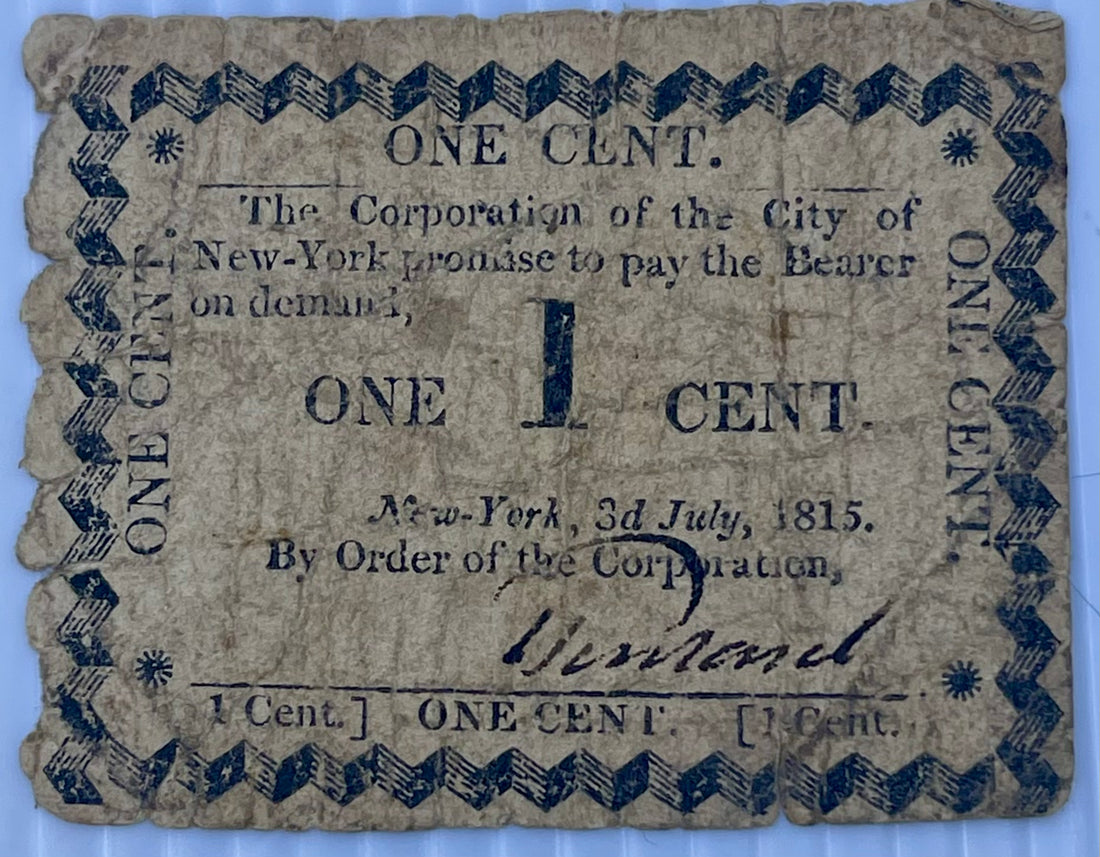 ONE CENT.
The Corporation of the City of
New-York promise to pay the Bearer
on demand,
ONE 1 CENT.
New-York, 3d July, 1815.
By Order of the Corporation,
1 Cent.] ONE CENT. [1 Cent.
ONE CENT.
ONE CENT.